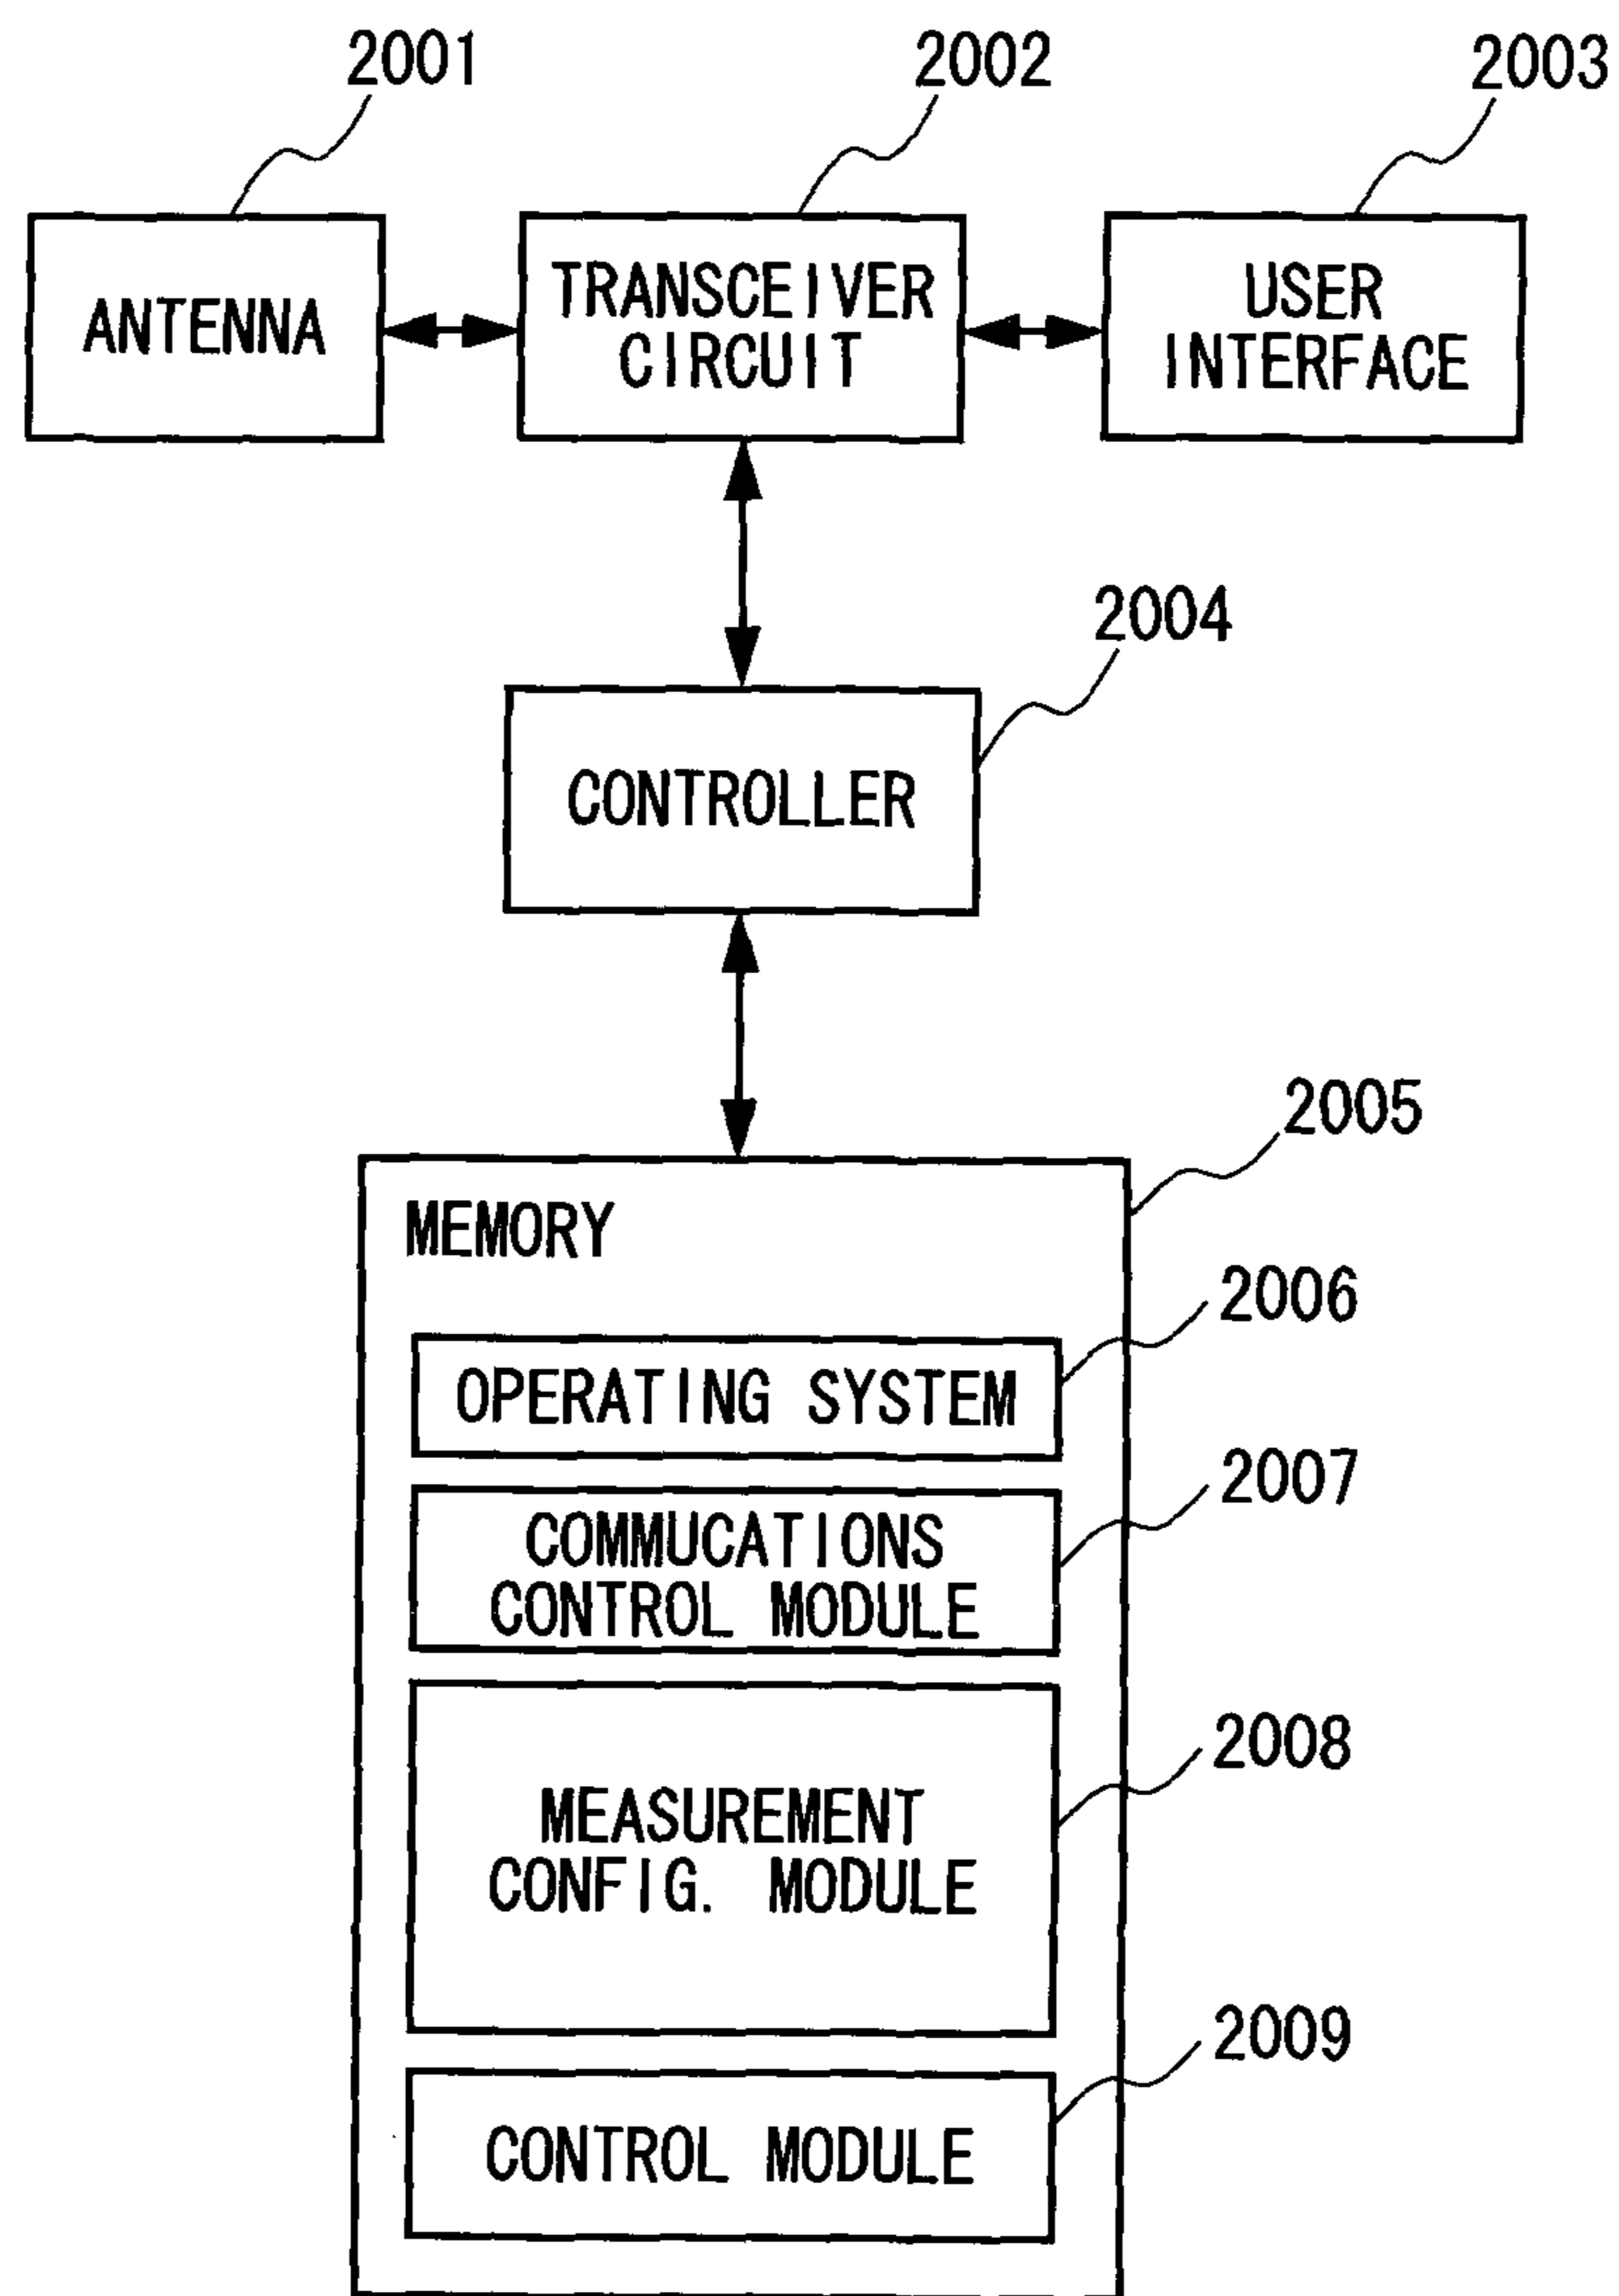 2001
2002
2003
ANTENNA
TRANSCEIVER
CIRCUIT
USER
INTERFACE
2004
CONTROLLER
2005
MEMORY
2006
OPERATING SYSTEM
2007
COMMUCATIONS
CONTROL MODULE
2008
MEASUREMENT
CONFIG. MODULE
2009
CONTROL MODULE